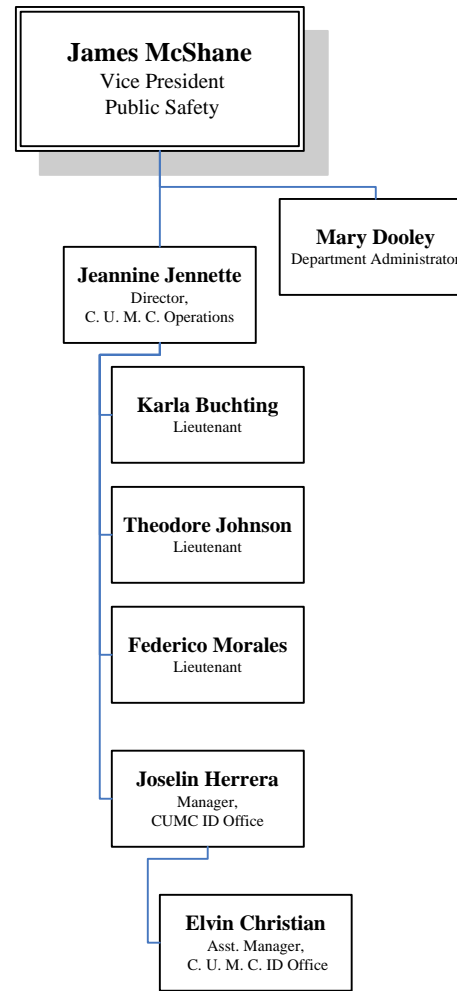 James McShane
Vice President
Public Safety
Mary Dooley
Department Administrator
Jeannine Jennette
Director,
C. U. M. C. Operations
Karla Buchting
Lieutenant
Theodore Johnson
Lieutenant
Federico Morales
Lieutenant
Joselin Herrera
Manager,
CUMC ID Office
Elvin Christian
Asst. Manager,
C. U. M. C. ID Office